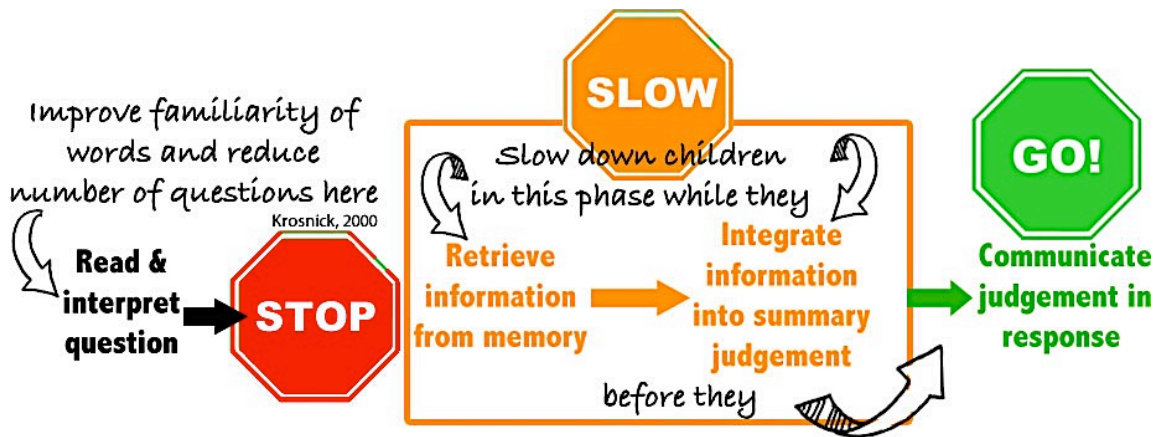 Improve familiarity of
words and reduce
number of questions here
Krosnick, 2000
Read &
interpret
question
STOP
SLOW
Slow down children
in this phase while they
Retrieve
information
from memory
Integrate
information
into summary
judgement
before they
GO!
Communicate
judgement in
response